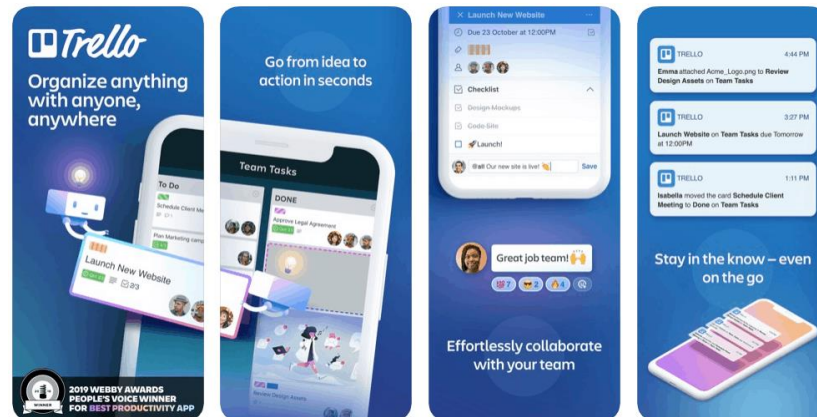 Trello
Organize anything
with anyone,
anywhere
To Do
Schedule Client
Plan Marketing
Launch New Website
2/3
2019 WEBBY AWARDS
PEOPLE'S VOICE WINNER
FOR BEST PRODUCTIVITY APP
WINNER
Go from idea to
action in seconds
Team Tasks
DONE
Approve Legal Agreement
Review Design Assets
Launch New Website
Due 23 October at 12:00PM
Checklist
Design Mockups
Code Site
🚀Launch!
@all Our new site is live! 👏
Save
Great job team!🙌
💯 7
😎 2
🔥 4
Effortlessly collaborate
with your team
TRELLO 4:44 PM
Emma attached Acme_Logo.png to Review
Design Assets on Team Tasks
TRELLO 3:27 PM
Launch Website on Team Tasks due Tomorrow
at 12:00PM
TRELLO 1:11 PM
Isabella moved the card Schedule Client
Meeting to Done on Team Tasks
Stay in the know – even
on the go